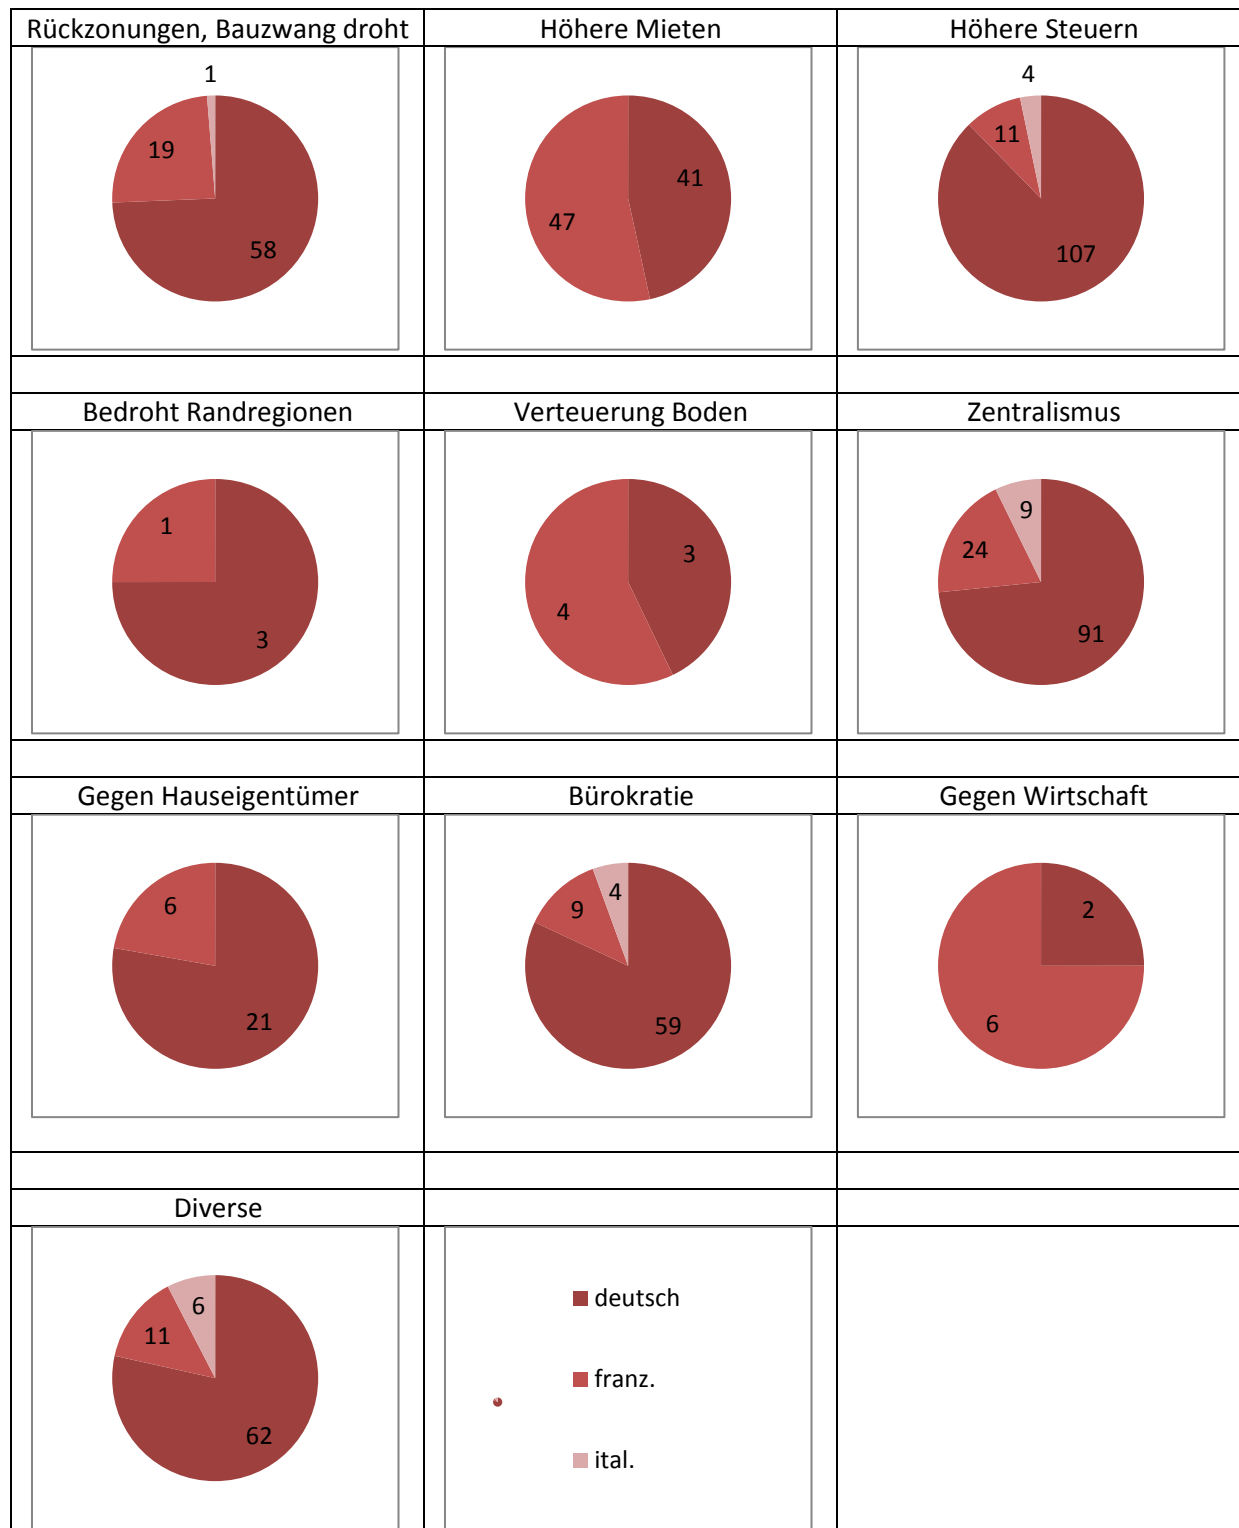 Rückzonungen, Bauzwang droht
Höhere Mieten
Höhere Steuern
1
19
58
41
47
4
11
107
Bedroht Randregionen
Verteuerung Boden
Zentralismus
1
3
3
4
9
24
91
Gegen Hauseigentümer
Bürokratie
Gegen Wirtschaft
6
21
4
9
59
2
6
Diverse
6
11
62
deutsch
franz.
ital.